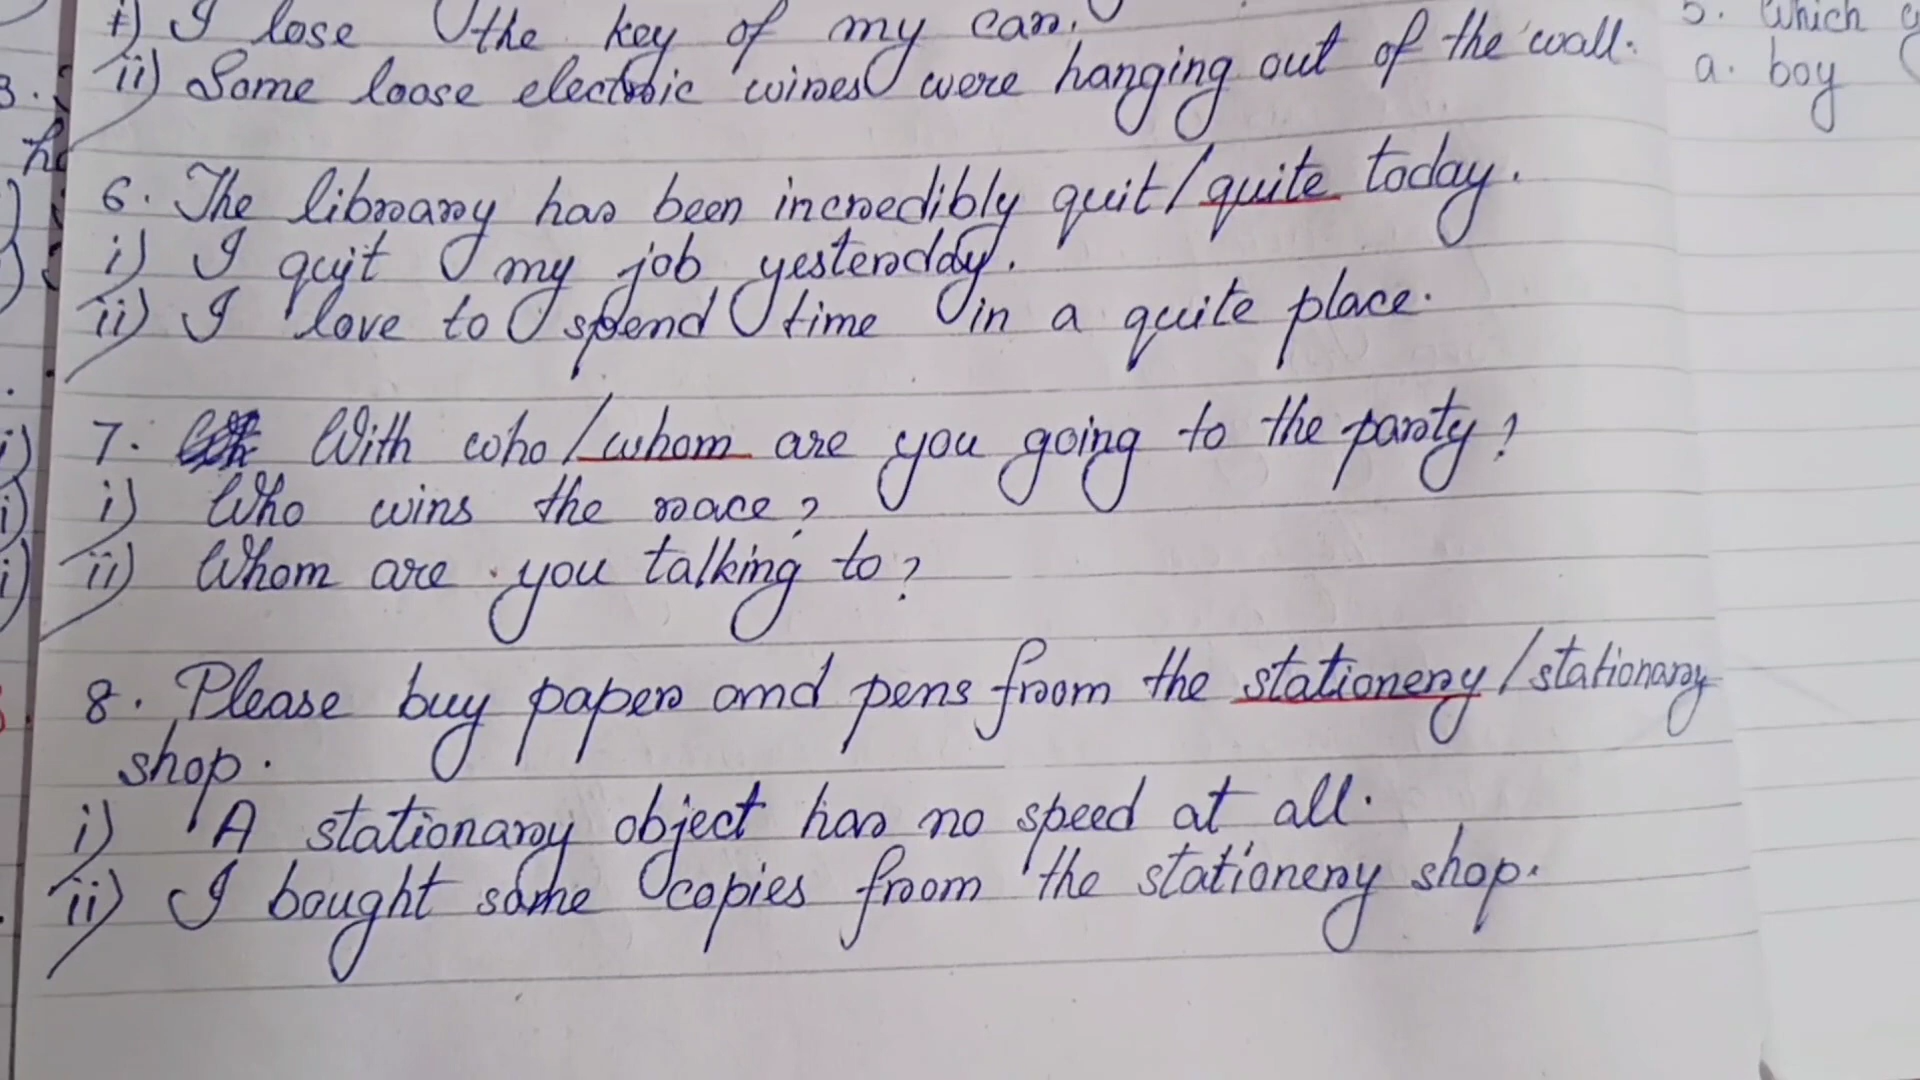 i) I lose the key of my car.
ii) Some loose electric wires were hanging out of the wall.
6. The library has been incredibly quit/quite today.
i) I quit my job yesterday.
ii) I love to spend time in a quite place.
7. With who/whom are you going to the party?
i) Who wins the race?
ii) Whom are you talking to?
8. Please buy paper and pens from the stationery/stationary
shop.
i) A stationary object has no speed at all.
ii) I bought some copies from the stationery shop.
3.
5. Which
a. boy